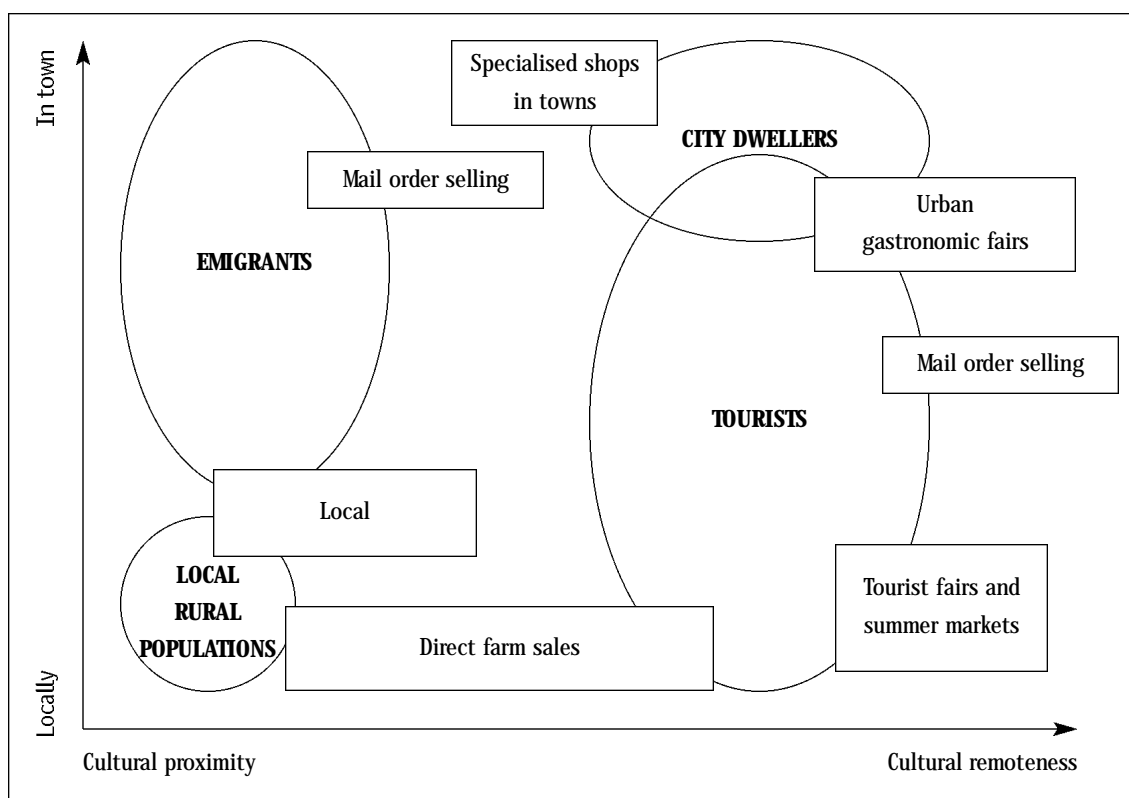 In town
Specialised shops
in towns
CITY DWELLERS
Mail order selling
Urban
gastronomic fairs
EMIGRANTS
Mail order selling
TOURISTS
Local
LOCAL
RURAL
POPULATIONS
Tourist fairs and
summer markets
Direct farm sales
Locally
Cultural proximity
Cultural remoteness